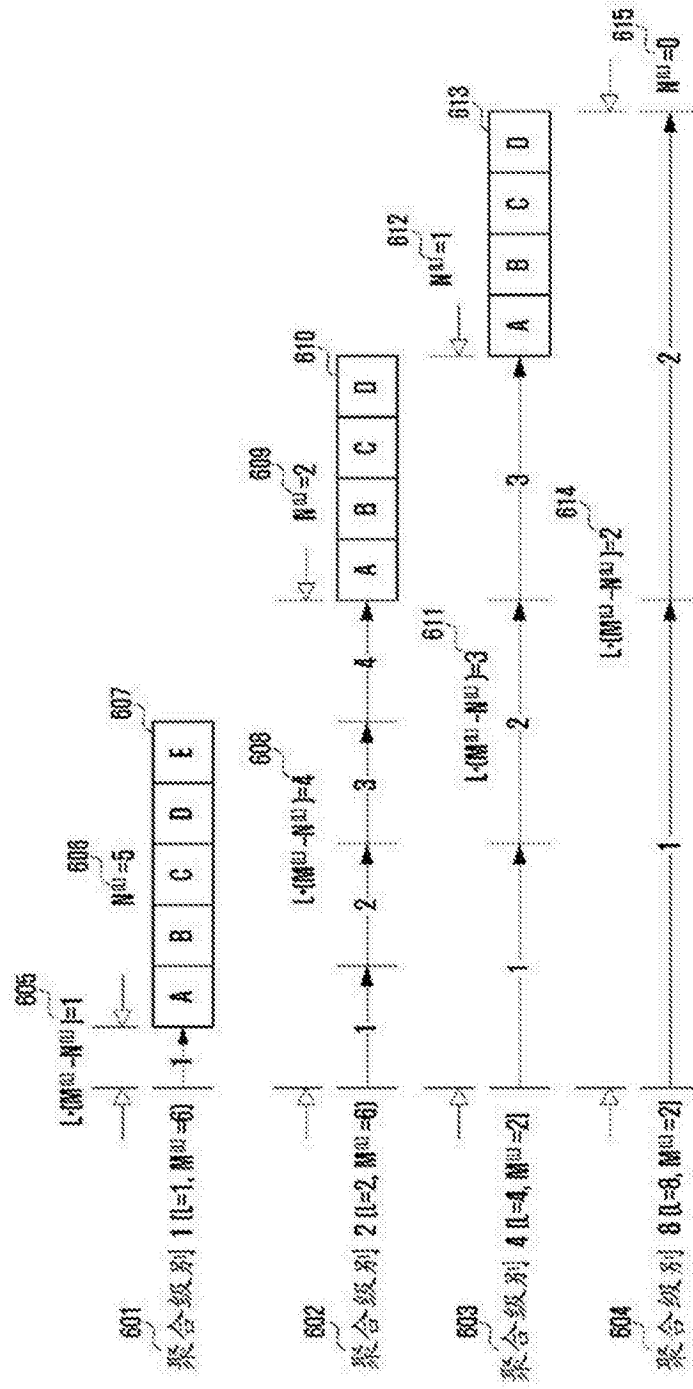 601
聚合级别 1 (L=1, M⁽ᴸ⁾=6)
605
L·(M⁽ᴸ⁾-N⁽ᴸ⁾)=1
606
N⁽ᴸ⁾=5
607
1 A B C D E
602
聚合级别 2 (L=2, M⁽ᴸ⁾=6)
608
L·(M⁽ᴸ⁾-N⁽ᴸ⁾)=4
609
N⁽ᴸ⁾=2
610
1 2 3 4 A B C D
603
聚合级别 4 (L=4, M⁽ᴸ⁾=2)
611
L·(M⁽ᴸ⁾-N⁽ᴸ⁾)=3
612
N⁽ᴸ⁾=1
613
1 2 3 A B C D
604
聚合级别 8 (L=8, M⁽ᴸ⁾=2)
614
L·(M⁽ᴸ⁾-N⁽ᴸ⁾)=2
615
N⁽ᴸ⁾=0
1 2